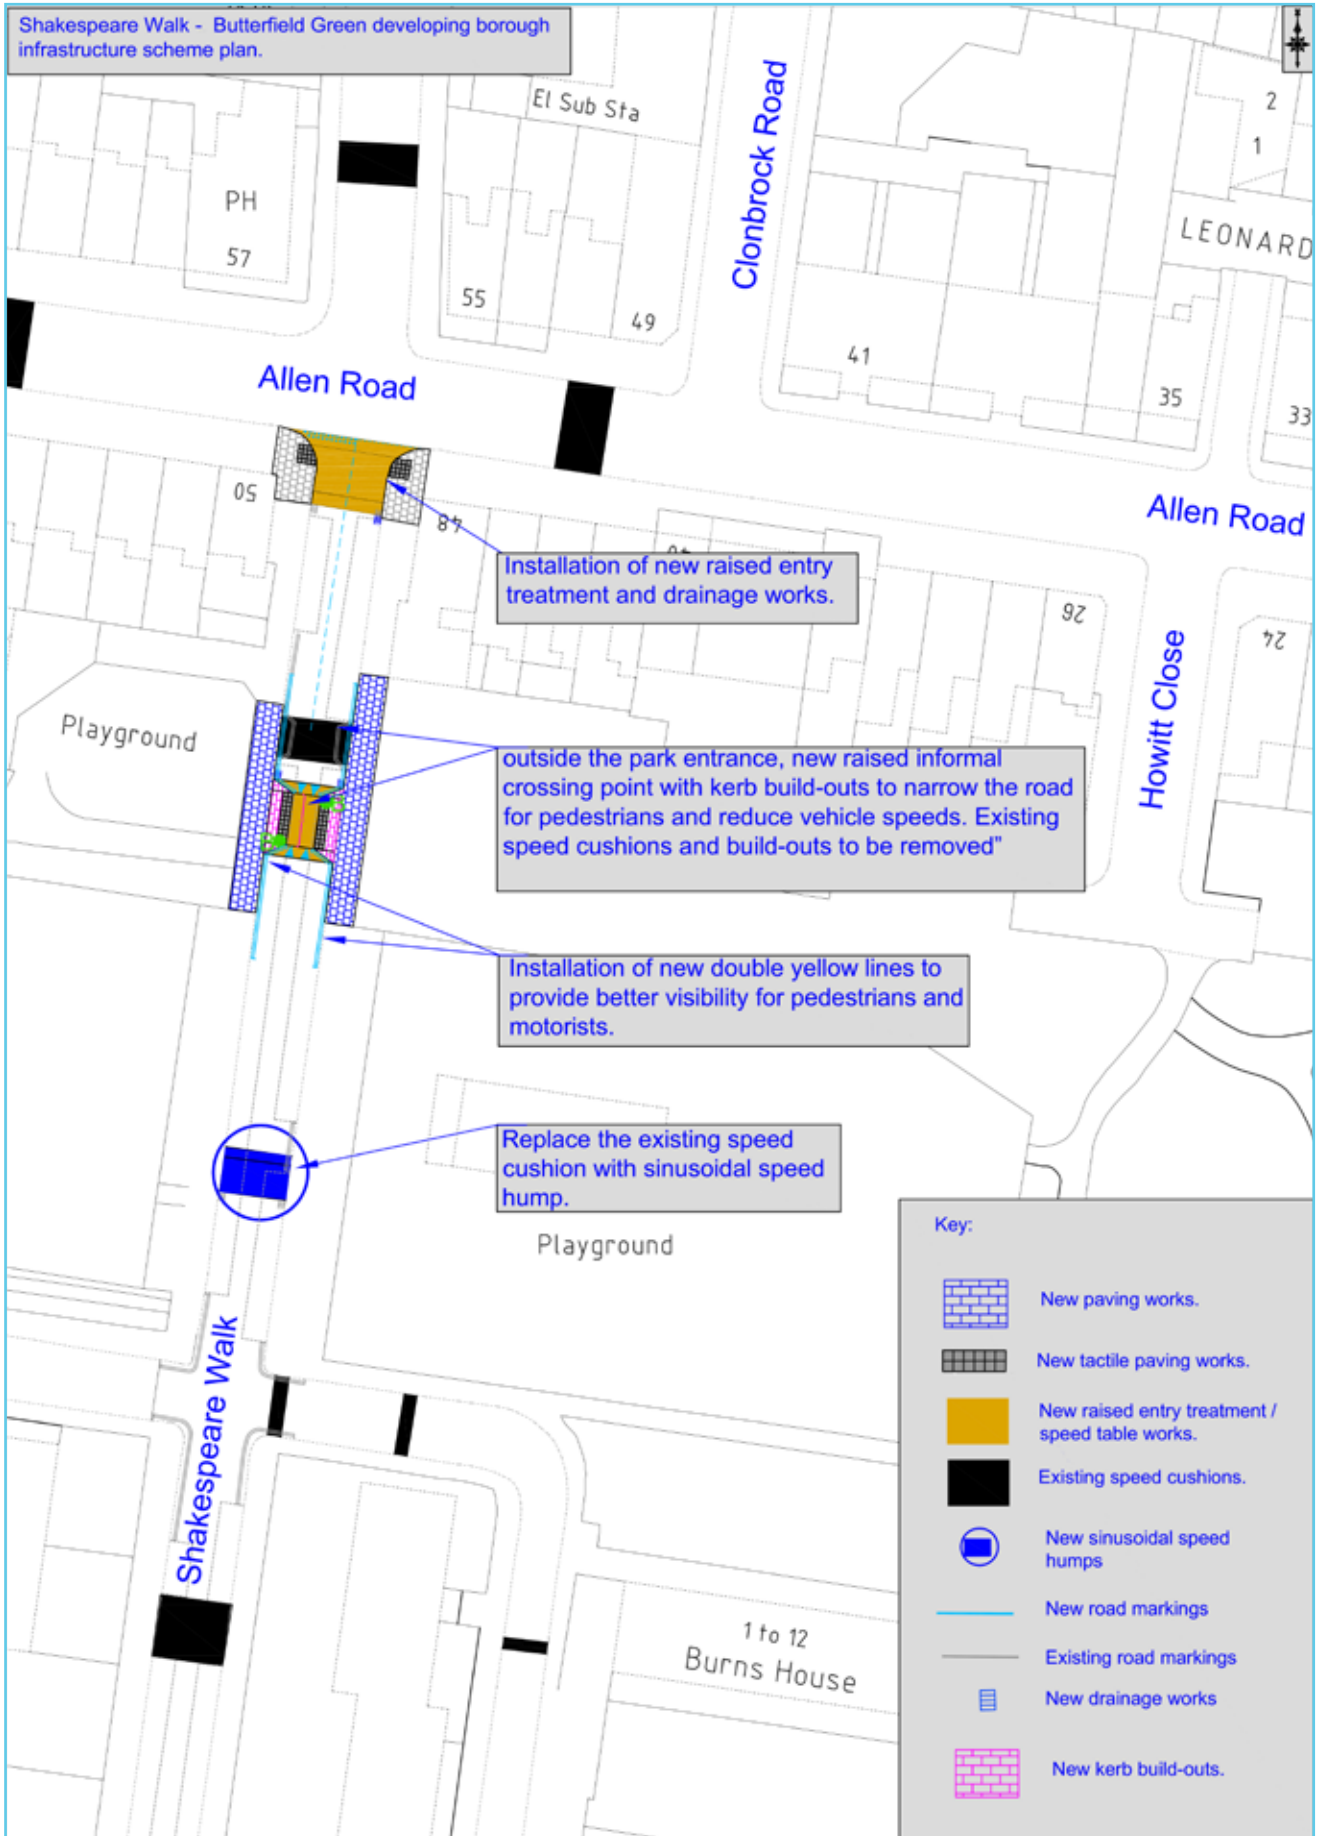 Shakespeare Walk - Butterfield Green developing borough
infrastructure scheme plan.
El Sub Sta
Clonbrock Road
2
1
PH
57
LEONARD
55
49
41
35
33
Allen Road
50
48
Allen Road
Installation of new raised entry
treatment and drainage works.
26
24
Howitt Close
Playground
outside the park entrance, new raised informal
crossing point with kerb build-outs to narrow the road
for pedestrians and reduce vehicle speeds. Existing
speed cushions and build-outs to be removed"
Installation of new double yellow lines to
provide better visibility for pedestrians and
motorists.
Replace the existing speed
cushion with sinusoidal speed
hump.
Playground
Shakespeare Walk
1 to 12
Burns House
Key:
New paving works.
New tactile paving works.
New raised entry treatment /
speed table works.
Existing speed cushions.
New sinusoidal speed
humps
New road markings
Existing road markings
New drainage works
New kerb build-outs.